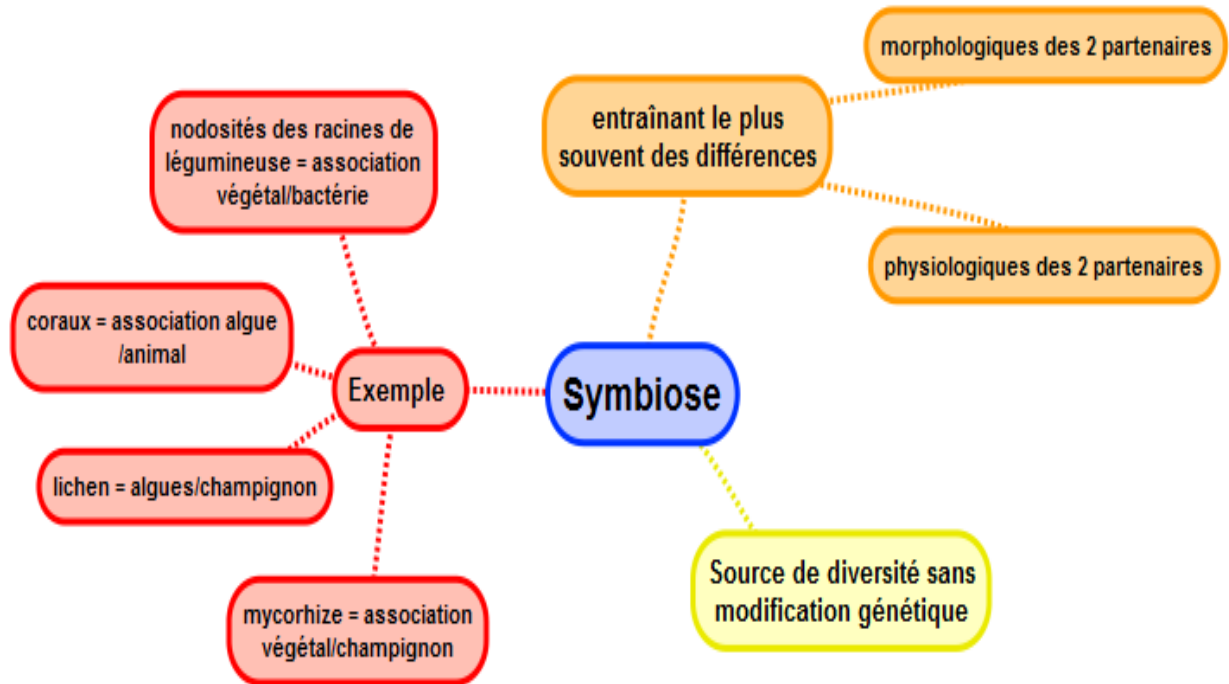 morphologiques des 2 partenaires
entraînant le plus
souvent des différences
physiologiques des 2 partenaires
nodosités des racines de
légumineuse = association
végétal/bactérie
coraux = association algue
/animal
Exemple
Symbiose
lichen = algues/champignon
mycorhize = association
végétal/champignon
Source de diversité sans
modification génétique